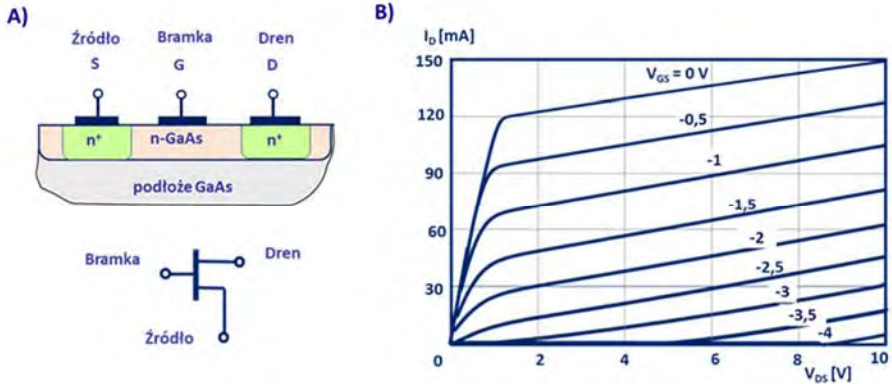 A)
Źródło Bramka Dren
S G D
n⁺ n-GaAs n⁺
podłoże GaAs
Bramka Dren
Źródło
B)
I_D [mA]
150
120
90
60
30
0
V_GS = 0 V
-0,5
-1
-1,5
-2
-2,5
-3
-3,5
-4
2 4 6 8 10
V_DS [V]